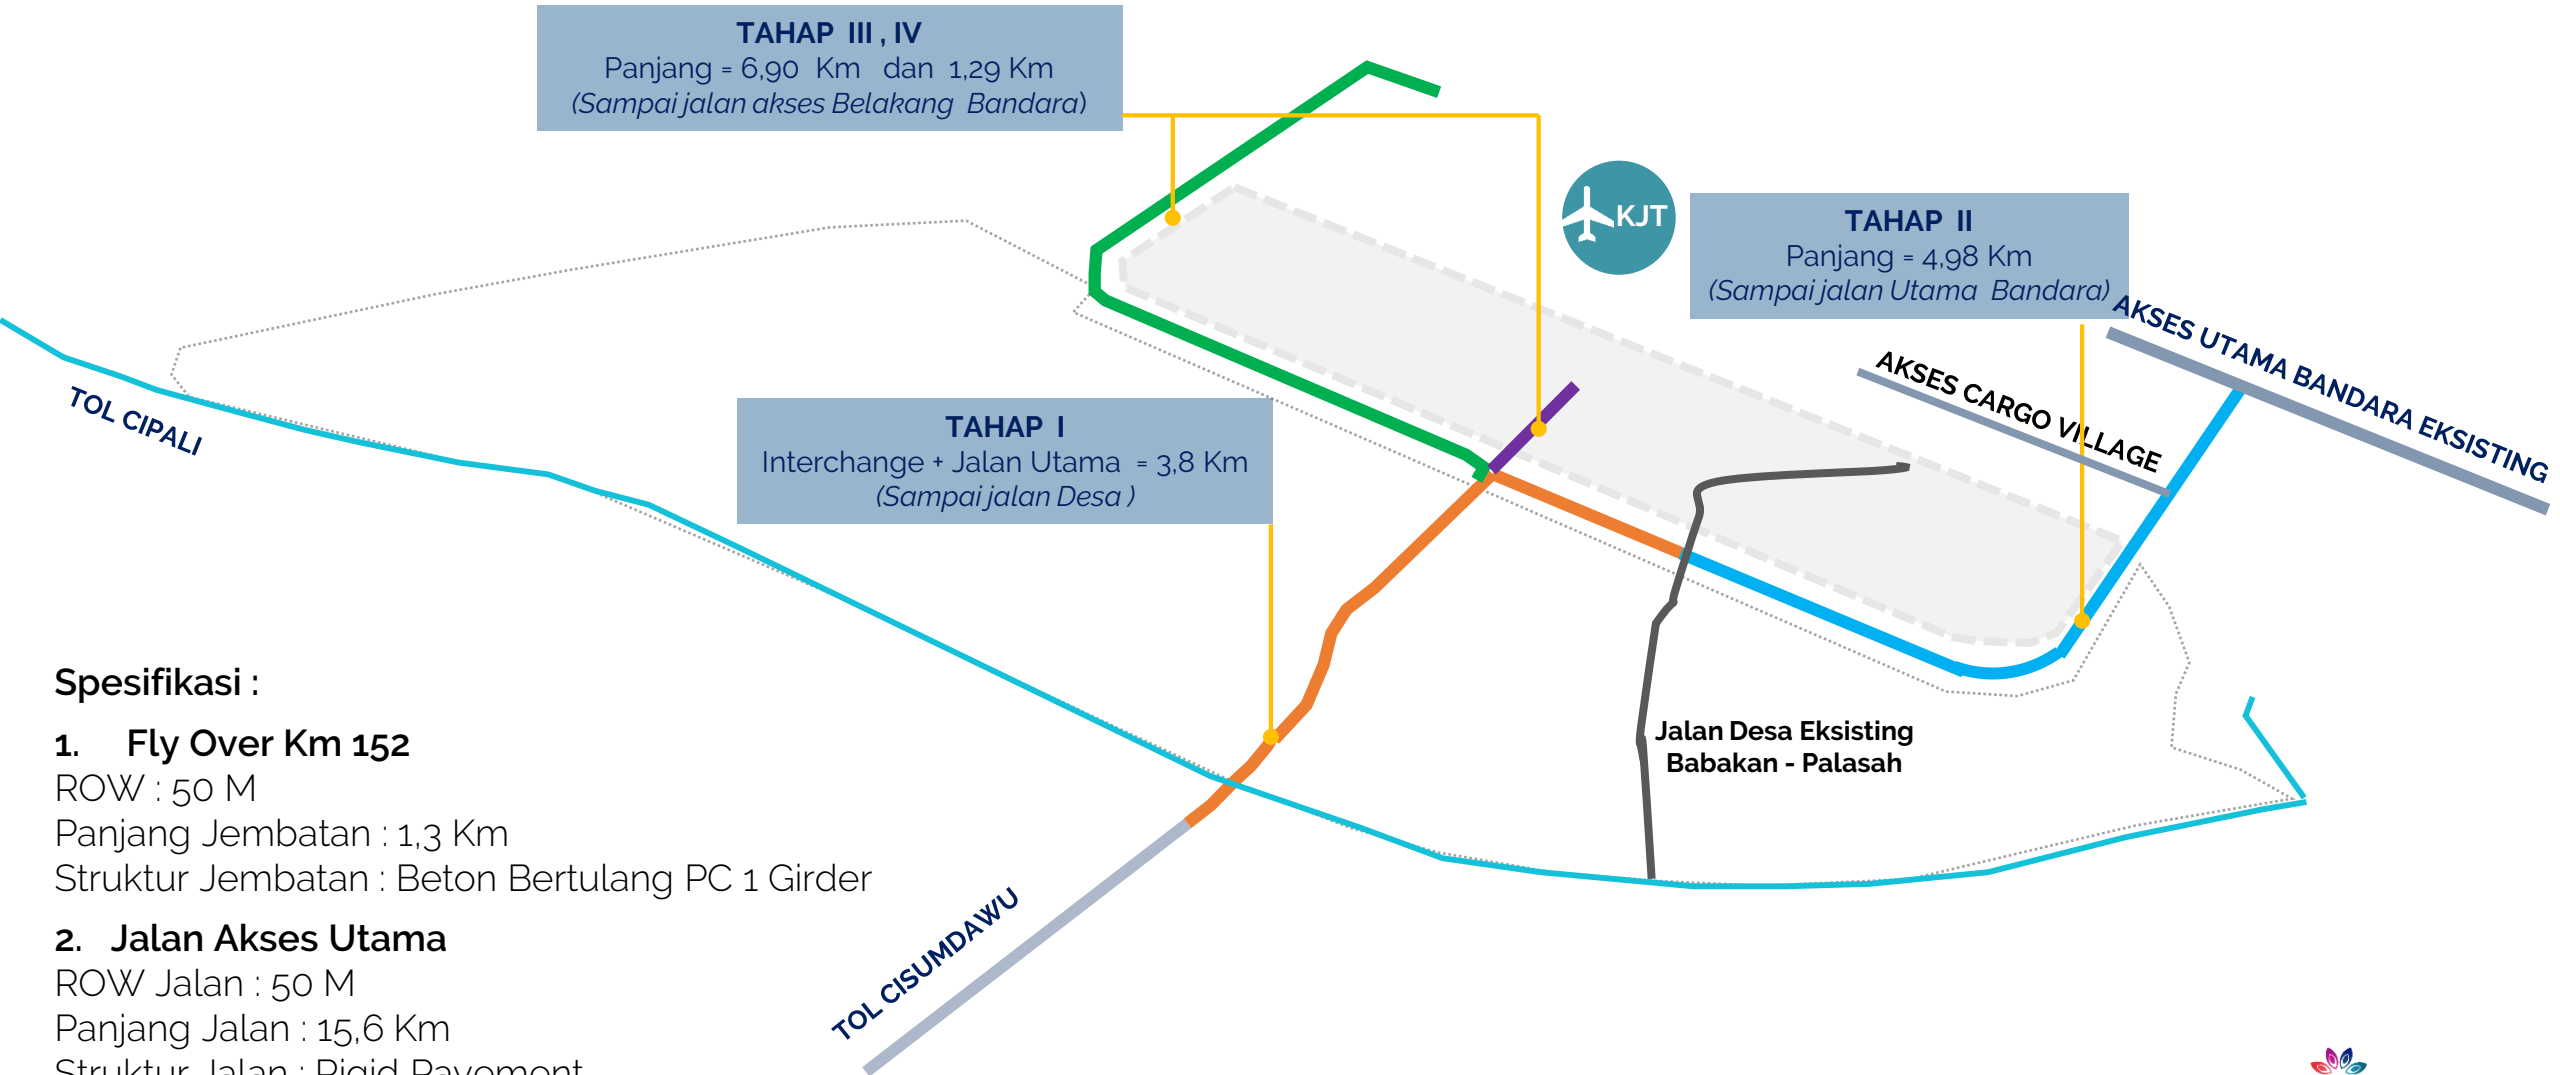 TAHAP III , IV
Panjang = 6,90 Km dan 1,29 Km
(Sampai jalan akses Belakang Bandara)
KJT
TAHAP II
Panjang = 4,98 Km
(Sampai jalan Utama Bandara)
AKSES UTAMA BANDARA EKSISTING
AKSES CARGO VILLAGE
TOL CIPALI
TAHAP I
Interchange + Jalan Utama = 3,8 Km
(Sampai jalan Desa )
Jalan Desa Eksisting
Babakan - Palasah
TOL CISUMDAWU
Spesifikasi :
1. Fly Over Km 152
ROW : 50 M
Panjang Jembatan : 1,3 Km
Struktur Jembatan : Beton Bertulang PC 1 Girder
2. Jalan Akses Utama
ROW Jalan : 50 M
Panjang Jalan : 15,6 Km
Struktur Jalan : Rigid Pavement